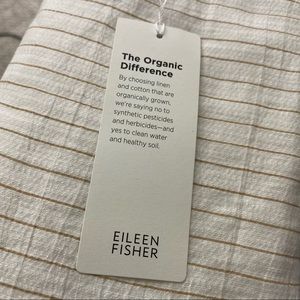 The Organic
Difference
By choosing linen
and cotton that are
organically grown,
we're saying no to
synthetic pesticides
and herbicides—and
yes to clean water
and healthy soil.
EILEEN
FISHER